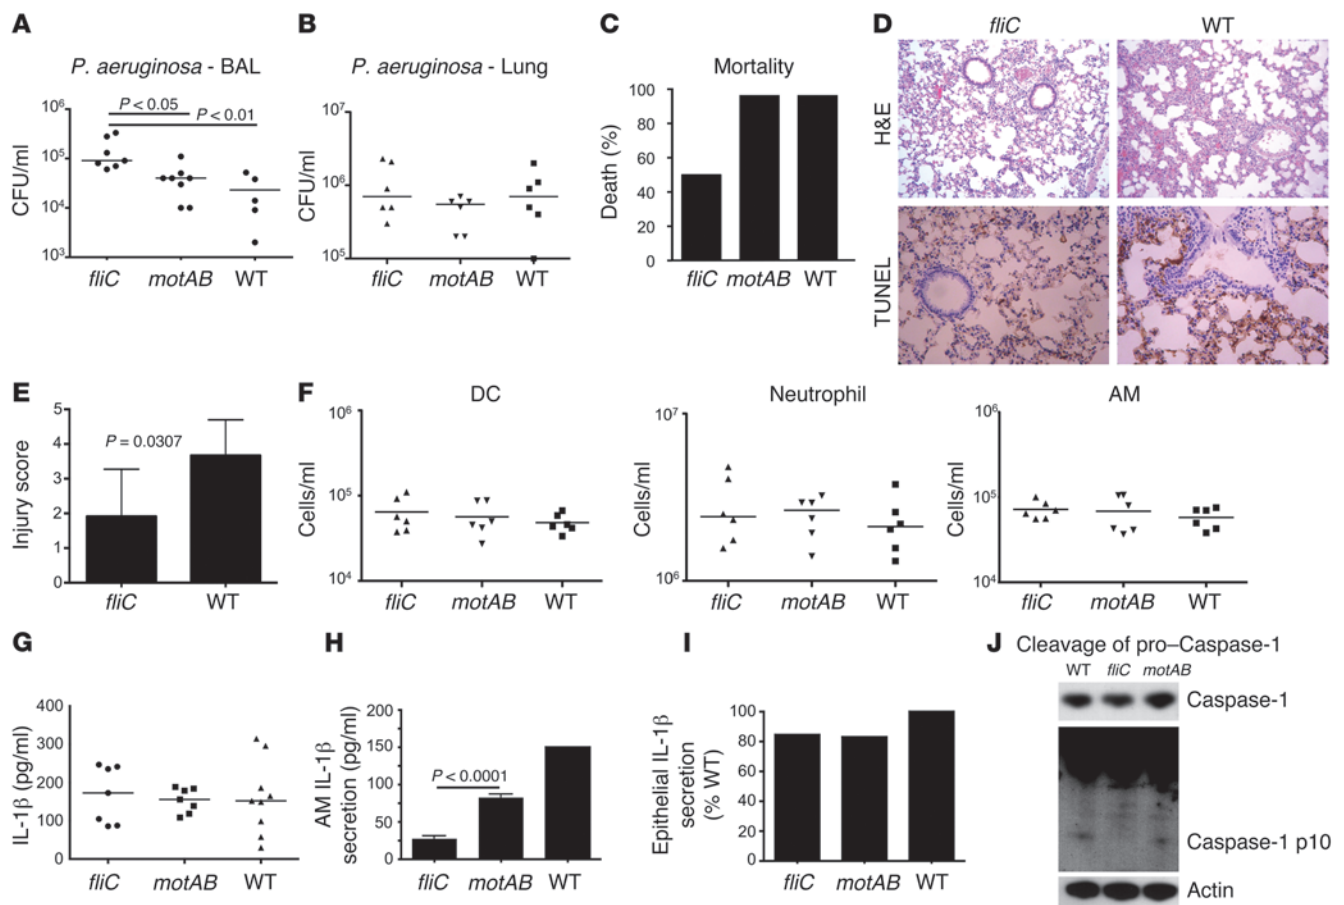 A
P. aeruginosa - BAL
CFU/ml
10⁶
10⁵
10⁴
10³
P < 0.05
P < 0.01
fliC motAB WT
B
P. aeruginosa - Lung
CFU/ml
10⁷
10⁶
10⁵
fliC motAB WT
C
Mortality
Death (%)
100
80
60
40
20
0
fliC motAB WT
D
fliC WT
H&E
TUNEL
E
Injury score
5
4
3
2
1
0
P = 0.0307
fliC WT
F
DC
Cells/ml
10⁶
10⁵
10⁴
fliC motAB WT
Neutrophil
Cells/ml
10⁷
10⁶
fliC motAB WT
AM
Cells/ml
10⁶
10⁵
10⁴
fliC motAB WT
G
IL-1β (pg/ml)
400
300
200
100
0
fliC motAB WT
H
AM IL-1β
secretion (pg/ml)
200
150
100
50
25
0
P < 0.0001
fliC motAB WT
I
Epithelial IL-1β
secretion
(% WT)
100
80
60
40
20
0
fliC motAB WT
J
Cleavage of pro–Caspase-1
WT fliC motAB
Caspase-1
Caspase-1 p10
Actin